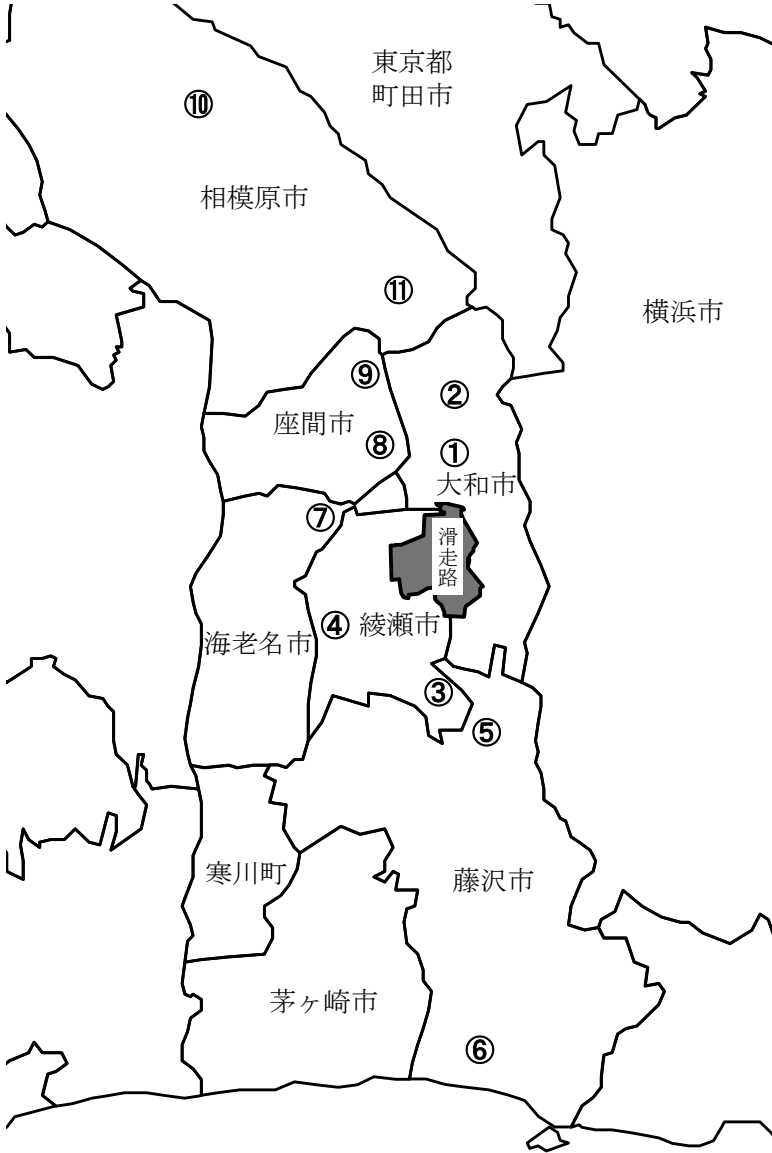 東京都
町田市
⑩
相模原市
⑪
横浜市
⑨
②
座間市
⑧
①
大和市
⑦
滑走路
④
綾瀬市
海老名市
③
⑤
寒川町
藤沢市
茅ヶ崎市
⑥